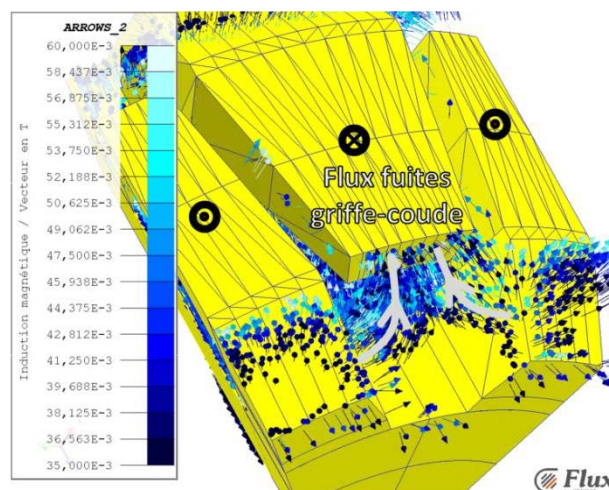 ARROWS_2
60,000E-3
58,437E-3
56,875E-3
55,312E-3
53,750E-3
52,188E-3
50,625E-3
49,062E-3
47,500E-3
45,938E-3
44,375E-3
42,812E-3
41,250E-3
39,688E-3
38,125E-3
36,563E-3
35,000E-3
Induction magnétique / Vecteur en T
Flux fuites
griffe-coude
Flux